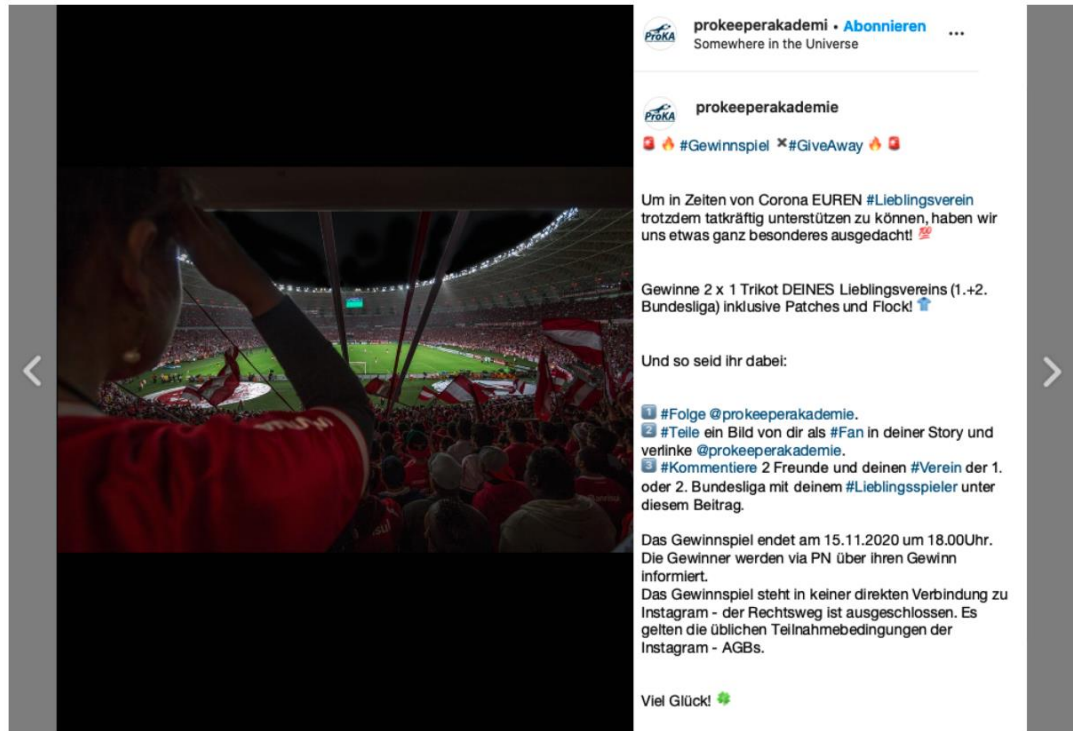 ProKA
prokeeperakademi • Abonnieren
Somewhere in the Universe
...
ProKA
prokeeperakademie
🚨 🔥 #Gewinnspiel ✖️#GiveAway 🔥 🚨
Um in Zeiten von Corona EUREN #Lieblingsverein
trotzdem tatkräftig unterstützen zu können, haben wir
uns etwas ganz besonderes ausgedacht! 💯
Gewinne 2 x 1 Trikot DEINES Lieblingsvereins (1.+2.
Bundesliga) inklusive Patches und Flock! 👕
Und so seid ihr dabei:
1️⃣ #Folge @prokeeperakademie.
2️⃣ #Teile ein Bild von dir als #Fan in deiner Story und
verlinke @prokeeperakademie.
3️⃣ #Kommentiere 2 Freunde und deinen #Verein der 1.
oder 2. Bundesliga mit deinem #Lieblingsspieler unter
diesem Beitrag.
Das Gewinnspiel endet am 15.11.2020 um 18.00Uhr.
Die Gewinner werden via PN über ihren Gewinn
informiert.
Das Gewinnspiel steht in keiner direkten Verbindung zu
Instagram - der Rechtsweg ist ausgeschlossen. Es
gelten die üblichen Teilnahmebedingungen der
Instagram - AGBs.
Viel Glück! 🍀